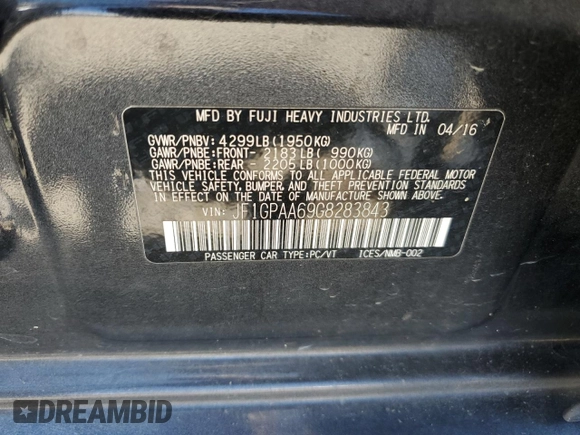 MFD BY FUJI HEAVY INDUSTRIES LTD.
MFD IN 04/16
GVWR/PNBV: 4299LB(1950KG)
GAWR/PNBE:FRONT- 2183LB( 990KG)
GAWR/PNBE:REAR - 2205LB(1000KG)
THIS VEHICLE CONFORMS TO ALL APPLICABLE FEDERAL MOTOR
VEHICLE SAFETY, BUMPER, AND THEFT PREVENTION STANDARDS
IN EFFECT ON THE DATE OF MANUFACTURE SHOWN ABOVE.
VIN: JF1GPAA69G8283843
PASSENGER CAR TYPE:PC/VT ICES/NMB-002
DREAMBID